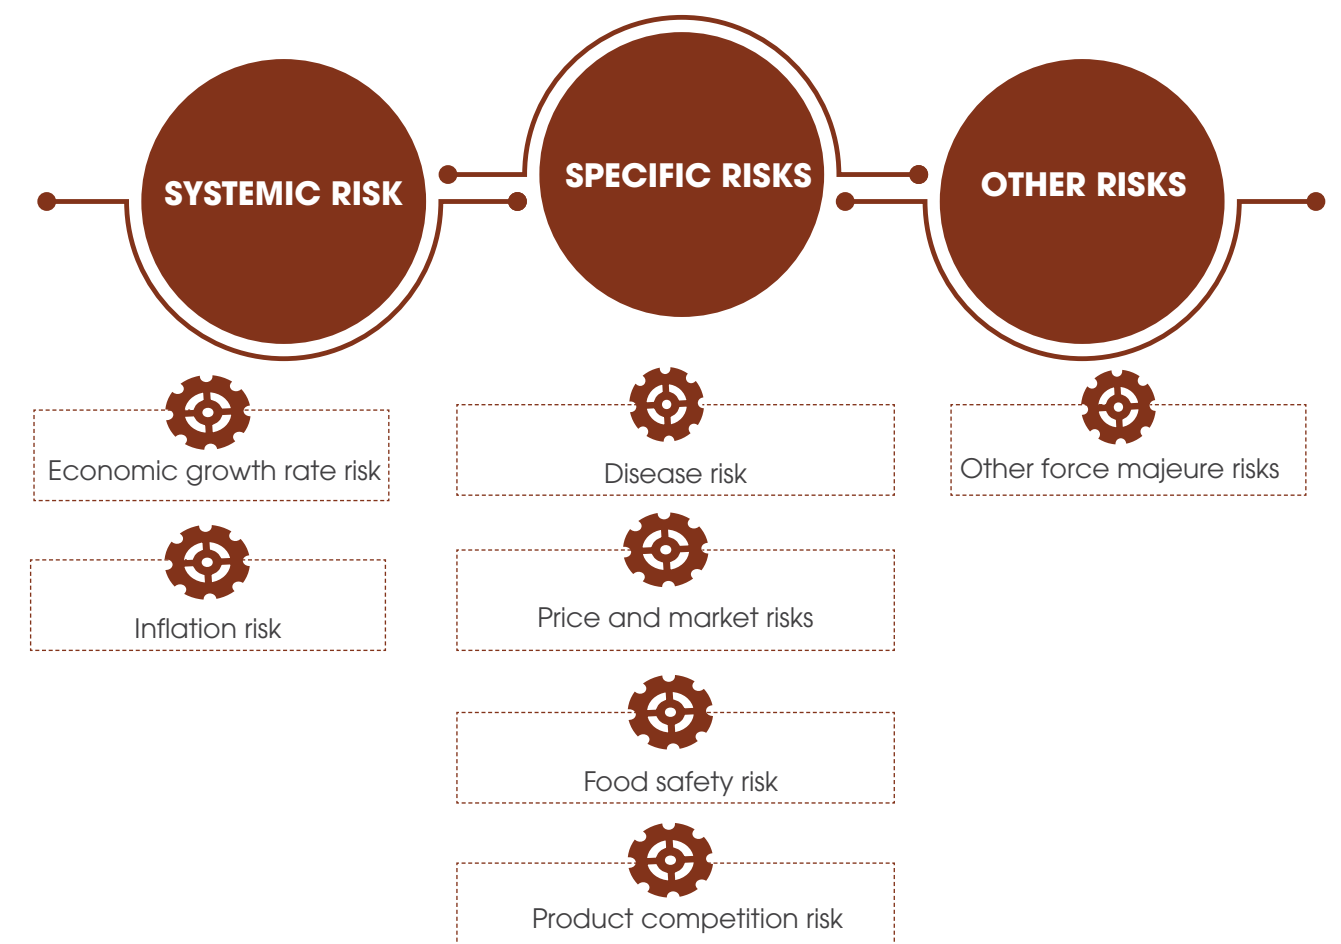 SYSTEMIC RISK
SPECIFIC RISKS
OTHER RISKS
Economic growth rate risk
Inflation risk
Disease risk
Price and market risks
Food safety risk
Product competition risk
Other force majeure risks